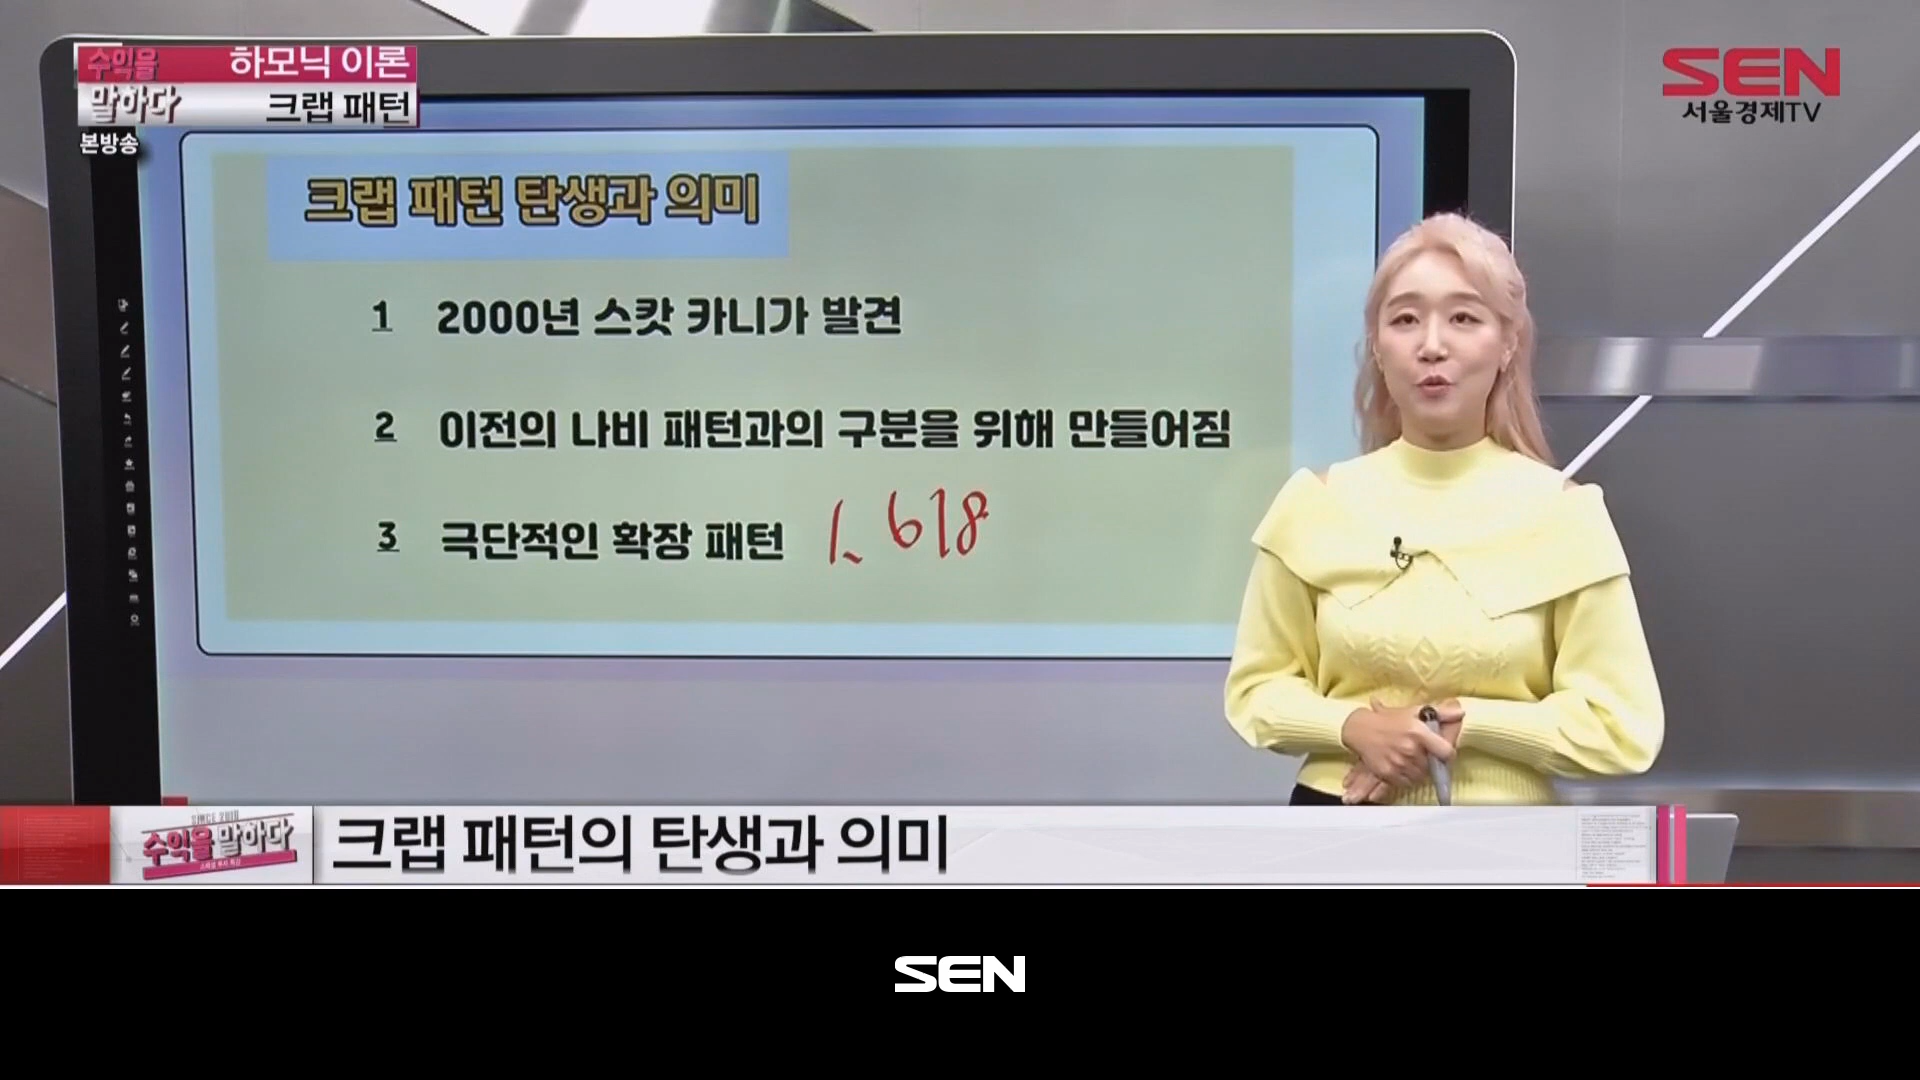 수익을
말하다
하모닉 이론
크랩 패턴
본방송
SEN
서울경제TV
크랩 패턴 탄생과 의미
1 2000년 스캇 카니가 발견
2 이전의 나비 패턴과의 구분을 위해 만들어짐
3 극단적인 확장 패턴 1.618
SINCE 2010
수익을 말하다
크랩 패턴의 탄생과 의미
SEN